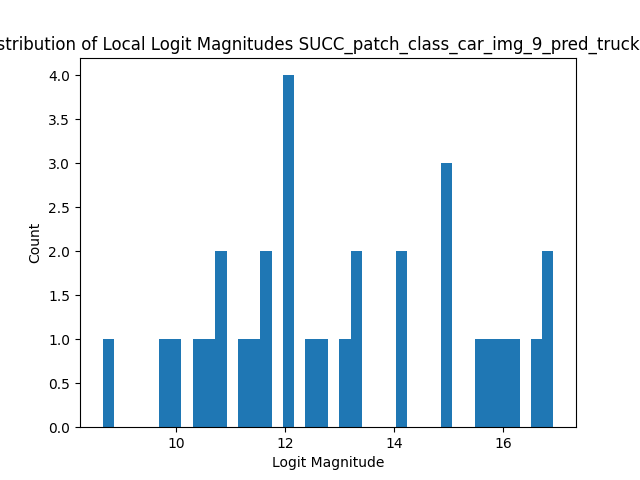 stribution of Local Logit Magnitudes SUCC_patch_class_car_img_9_pred_truck
4.0
3.5
3.0
2.5
2.0
1.5
1.0
0.5
0.0
Count
10 12 14 16
Logit Magnitude